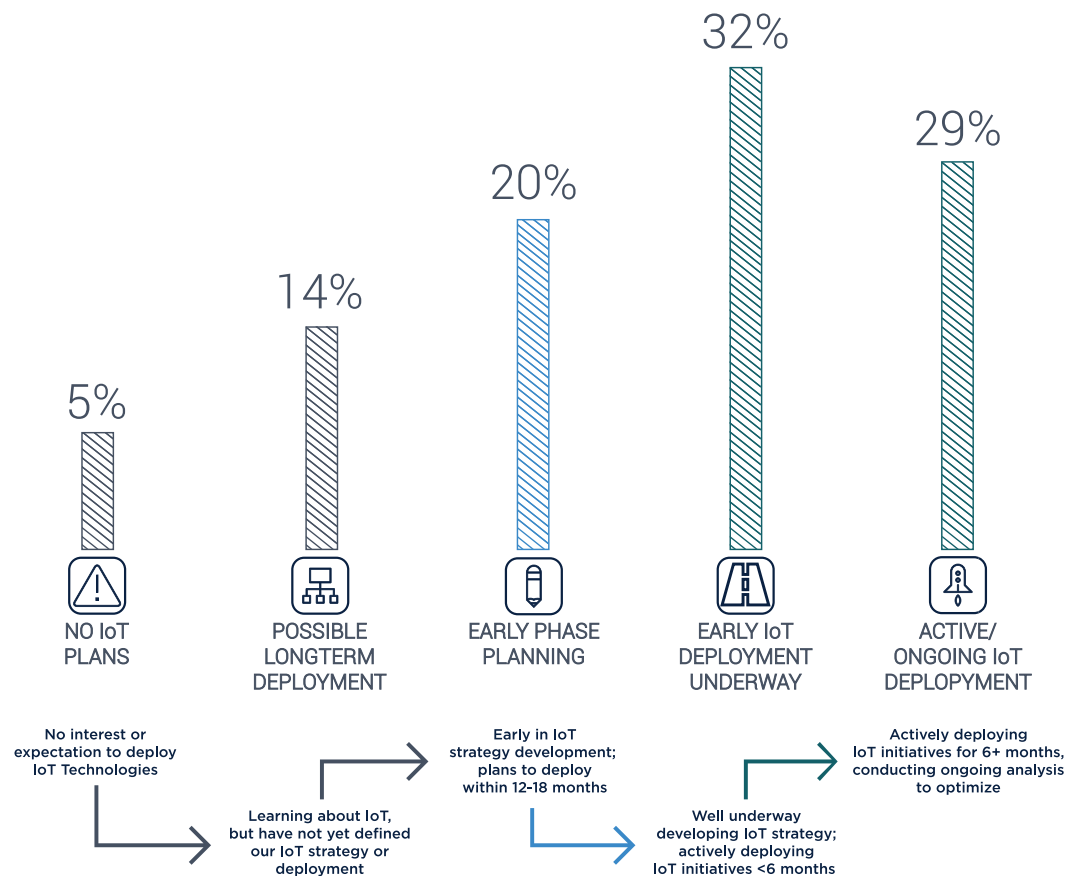 5%
NO IoT
PLANS
No interest or
expectation to deploy
IoT Technologies
14%
POSSIBLE
LONGTERM
DEPLOYMENT
Learning about IoT,
but have not yet defined
our IoT strategy or
deployment
20%
EARLY PHASE
PLANNING
Early in IoT
strategy development;
plans to deploy
within 12-18 months
32%
EARLY IoT
DEPLOYMENT
UNDERWAY
Well underway
developing IoT strategy;
actively deploying
IoT initiatives <6 months
29%
ACTIVE/
ONGOING IoT
DEPLOPYMENT
Actively deploying
IoT initiatives for 6+ months,
conducting ongoing analysis
to optimize